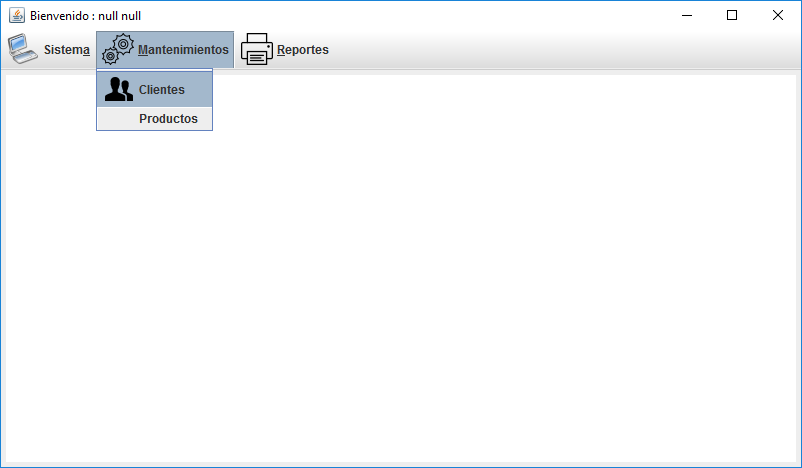 Bienvenido : null null
Sistema Mantenimientos Reportes
Clientes
Productos